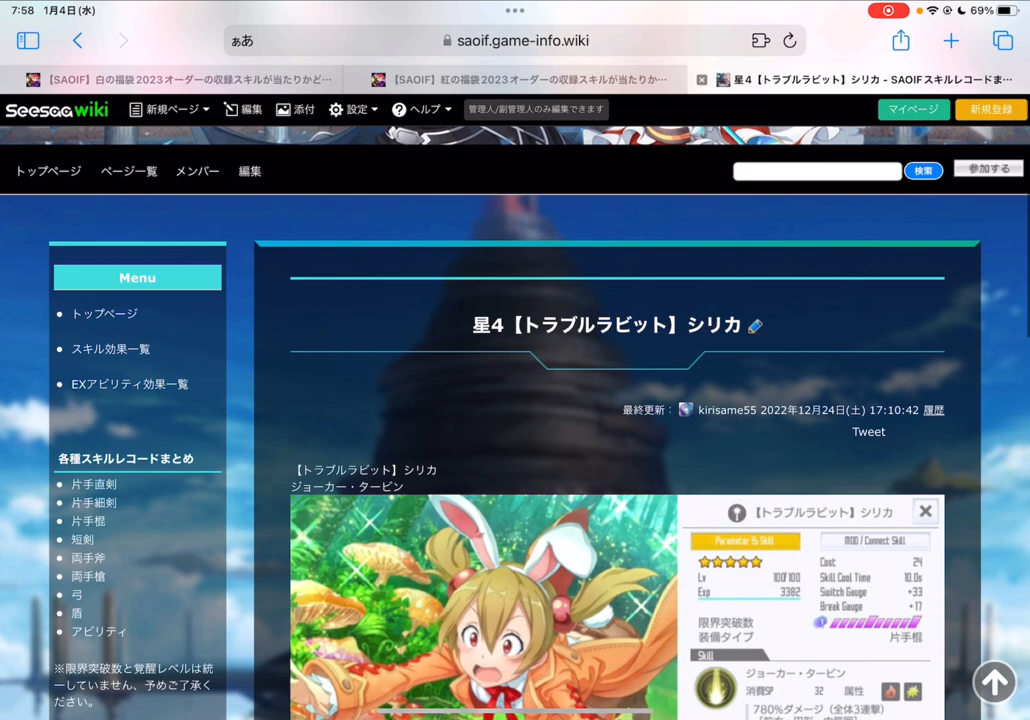 7:58 1月4日(水)
69%
ぁあ
saoif.game-info.wiki
【SAOIF】白の福袋2023オーダーの収録スキルが当たりかど…
【SAOIF】紅の福袋2023オーダーの収録スキルが当たりか…
星4【トラブルラビット】シリカ - SAOIFスキルレコードま…
Seesaa wiki
新規ページ
編集
添付
設定
ヘルプ
管理人/副管理人のみ編集できます
マイページ
新規登録
トップページ
ページ一覧
メンバー
編集
検索
参加する
Menu
トップページ
スキル効果一覧
EXアビリティ効果一覧
各種スキルレコードまとめ
片手直剣
片手細剣
片手棍
短剣
両手斧
両手槍
弓
盾
アビリティ
※限界突破数と覚醒レベルは統
一していません、予めご了承く
ださい。
星4【トラブルラビット】シリカ
最終更新： kirisame55 2022年12月24日(土) 17:10:42 履歴
Tweet
【トラブルラビット】シリカ
ジョーカー・タービン
【トラブルラビット】シリカ
Parameter & Skill
MOD / Connect Skill
Lv 100/100
Exp 3382
Cost 24
Skill Cool Time 10.0s
Switch Gauge +33
Break Gauge +17
限界突破数
装備タイプ 片手棍
Skill
ジョーカー・タービン
消費SP 32 属性
780%ダメージ（全体3連撃）